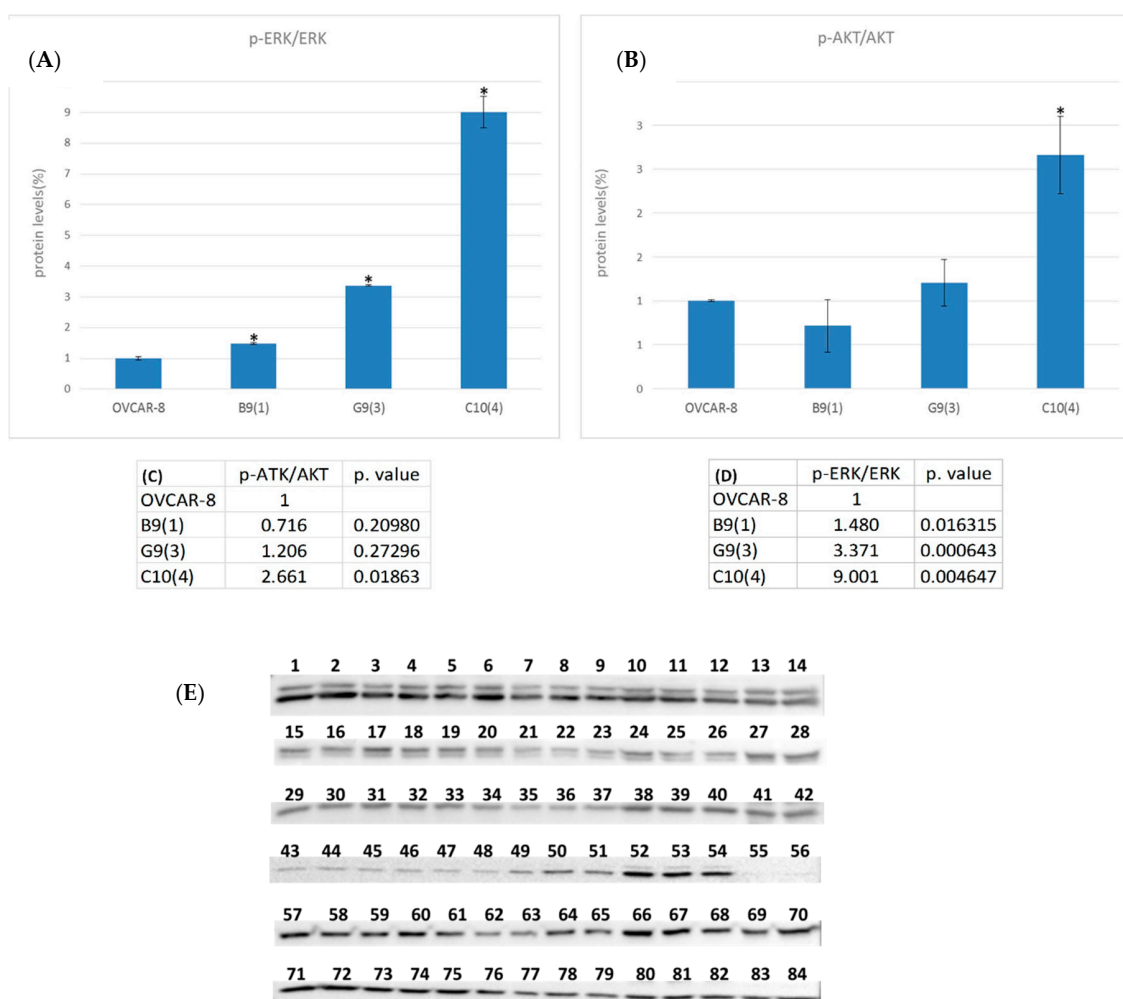 (A)
p-ERK/ERK
protein levels(%)
9
8
7
6
5
4
3
2
1
0
*
*
*
OVCAR-8 B9(1) G9(3) C10(4)
(B)
p-AKT/AKT
protein levels(%)
3
3
2
2
1
1
0
*
OVCAR-8 B9(1) G9(3) C10(4)
(C) p-ATK/AKT p. value
OVCAR-8 1
B9(1) 0.716 0.20980
G9(3) 1.206 0.27296
C10(4) 2.661 0.01863
(D) p-ERK/ERK p. value
OVCAR-8 1
B9(1) 1.480 0.016315
G9(3) 3.371 0.000643
C10(4) 9.001 0.004647
(E)
1 2 3 4 5 6 7 8 9 10 11 12 13 14
15 16 17 18 19 20 21 22 23 24 25 26 27 28
29 30 31 32 33 34 35 36 37 38 39 40 41 42
43 44 45 46 47 48 49 50 51 52 53 54 55 56
57 58 59 60 61 62 63 64 65 66 67 68 69 70
71 72 73 74 75 76 77 78 79 80 81 82 83 84